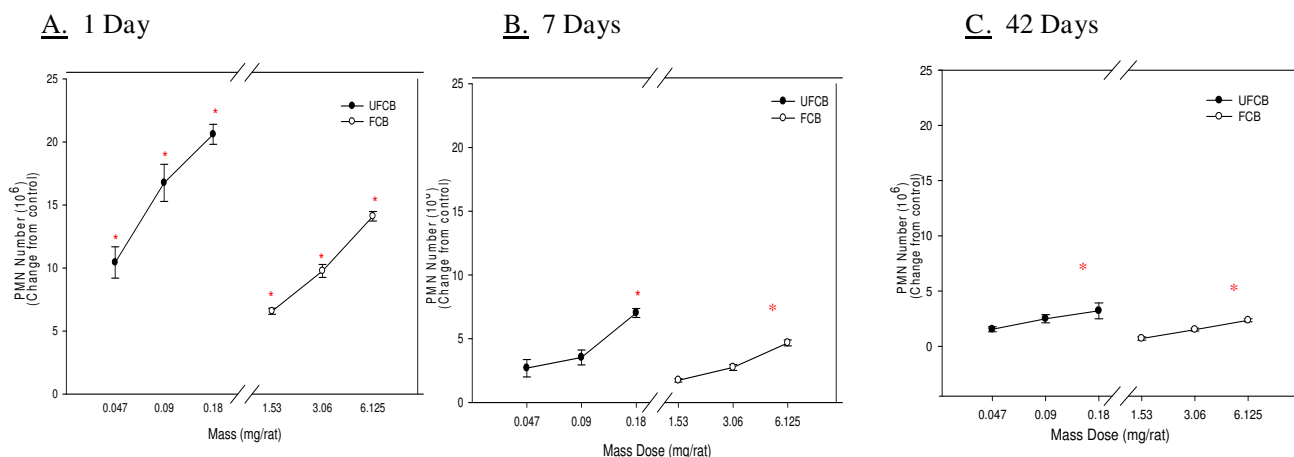 A. 1 Day
25
20
15
10
5
0
PMN Number (10^6)
(Change from control)
UFCB
FCB
*
*
*
*
*
*
0.047 0.09 0.18 1.53 3.06 6.125
Mass (mg/rat)
B. 7 Days
25
20
15
10
5
0
PMN Number
(Change from control)
UFCB
FCB
*
*
0.047 0.09 0.18 1.53 3.06 6.125
Mass Dose (mg/rat)
C. 42 Days
25
20
15
10
5
0
PMN Number (10^6)
(Change from control)
UFCB
FCB
*
*
0.047 0.09 0.18 1.53 3.06 6.125
Mass Dose (mg/rat)